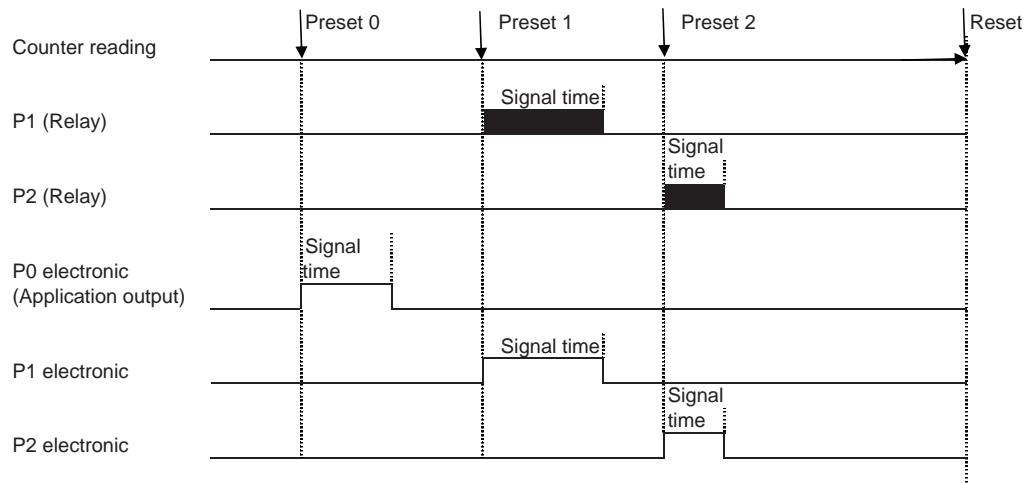 Preset 0 Preset 1 Preset 2 Reset
Counter reading
Signal time
P1 (Relay)
Signal
time
P2 (Relay)
Signal
time
P0 electronic
(Application output)
Signal time
P1 electronic
Signal
time
P2 electronic